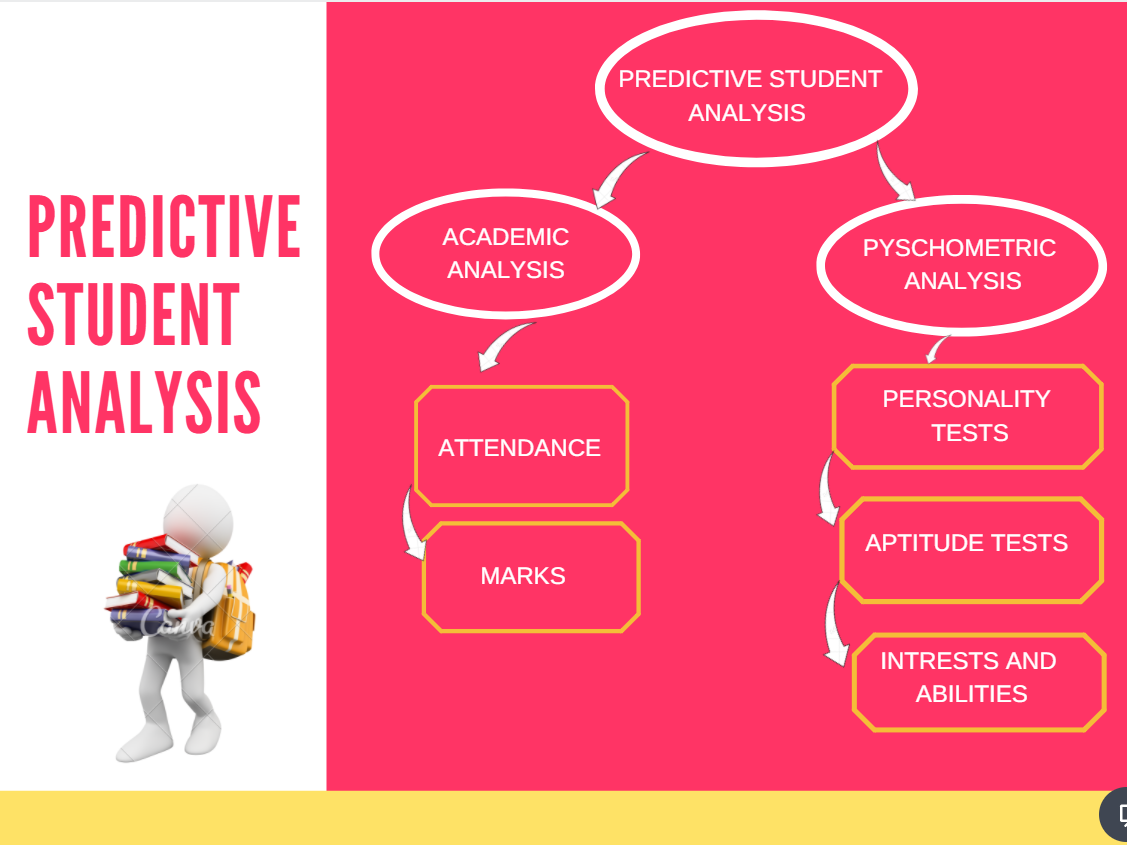 PREDICTIVE
STUDENT
ANALYSIS
Canva
PREDICTIVE STUDENT
ANALYSIS
ACADEMIC
ANALYSIS
ATTENDANCE
MARKS
PYSCHOMETRIC
ANALYSIS
PERSONALITY
TESTS
APTITUDE TESTS
INTRESTS AND
ABILITIES